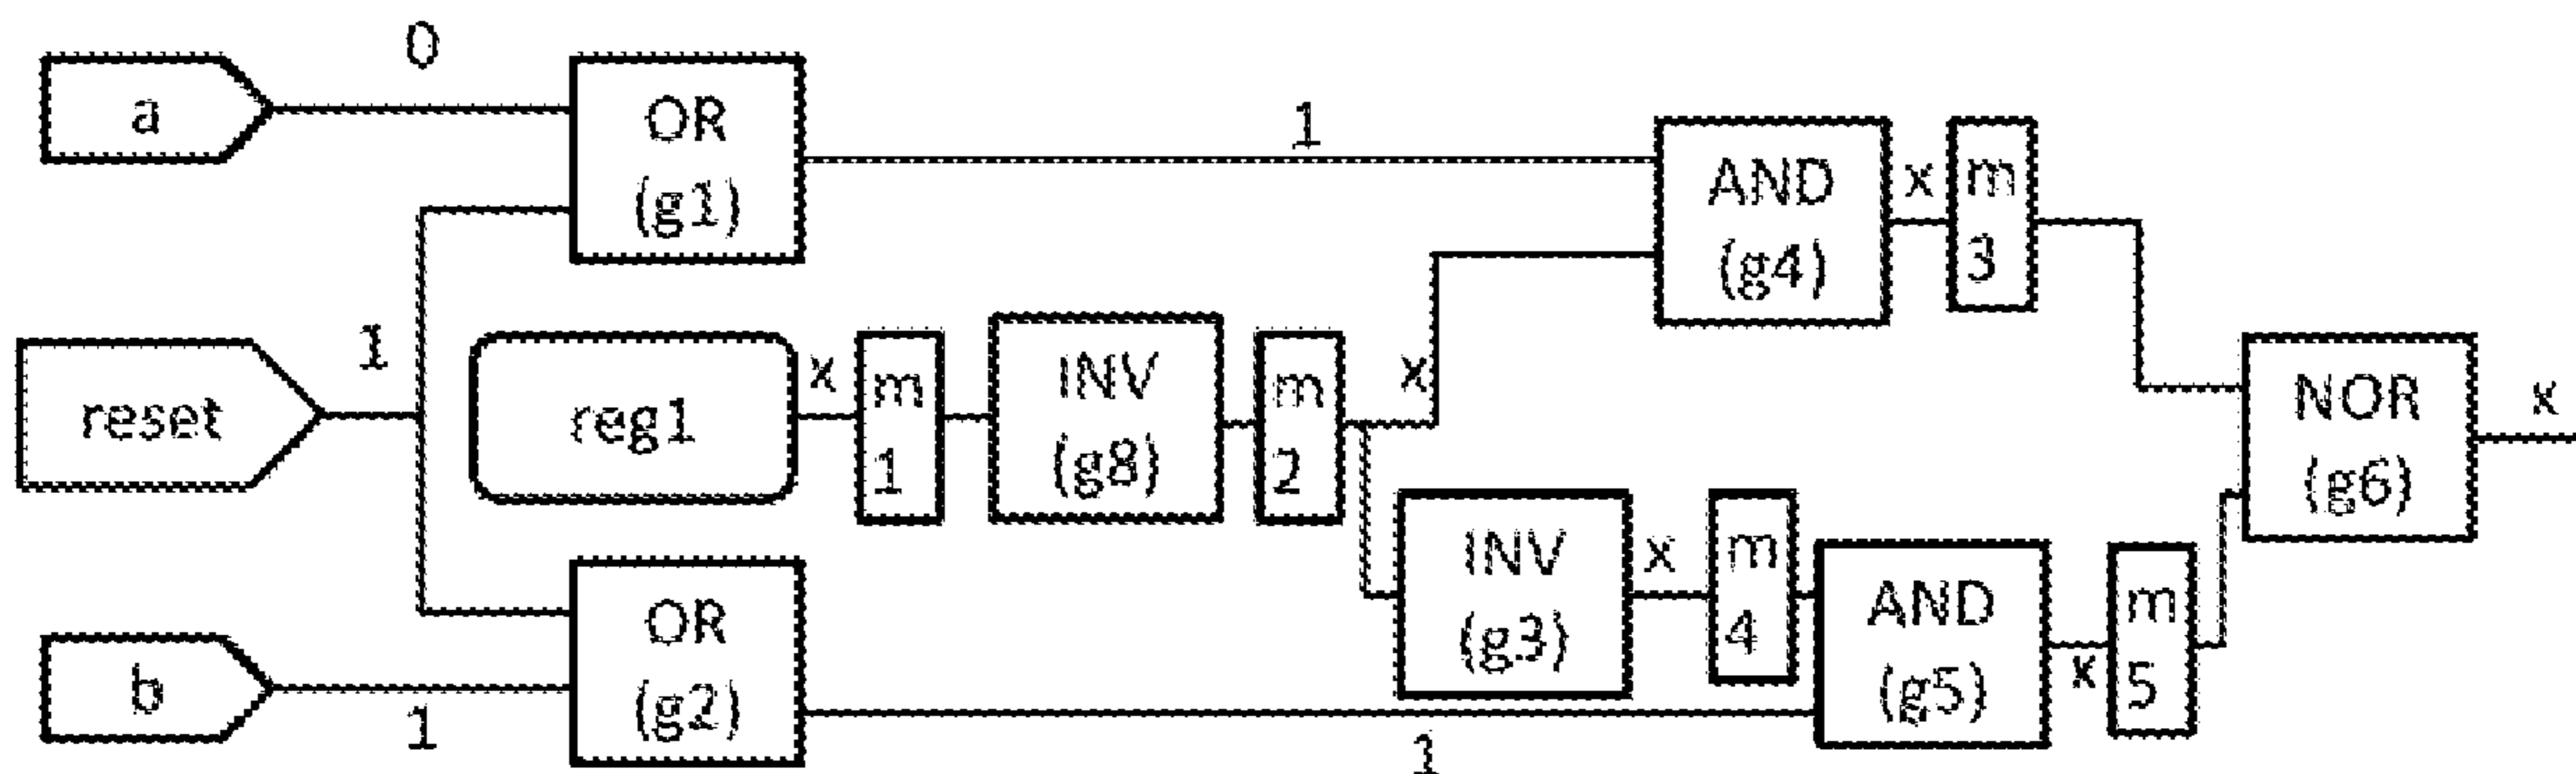 0
a
OR
(g1)
1
AND
(g4)
x
m
3
1
reset
reg1
x
m
1
INV
(g8)
m
2
x
NOR
(g6)
x
INV
(g3)
x
m
4
AND
(g5)
x
m
5
b
1
OR
(g2)
1